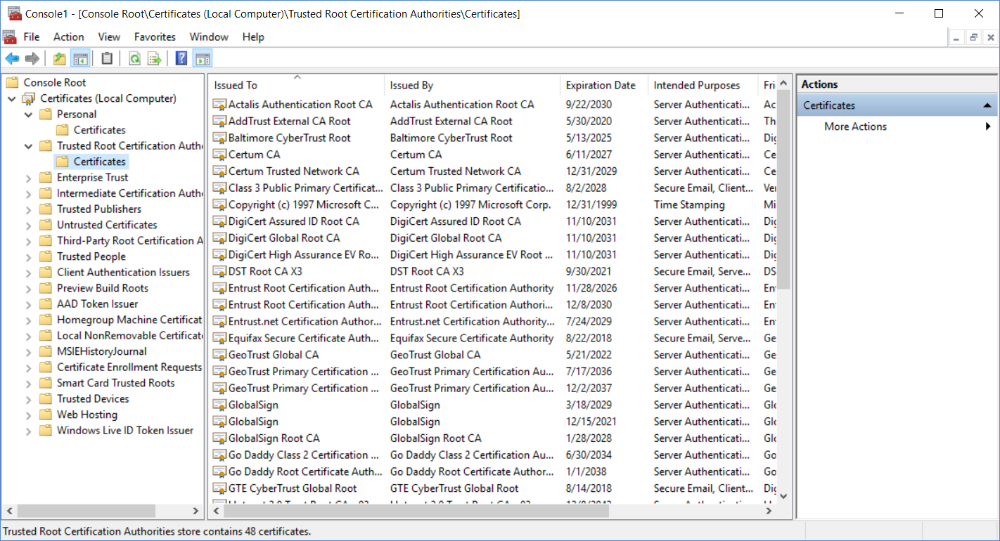 Console1 - [Console Root\Certificates (Local Computer)\Trusted Root Certification Authorities\Certificates]
File Action View Favorites Window Help
Console Root
Certificates (Local Computer)
Personal
Certificates
Trusted Root Certification Auth
Certificates
Enterprise Trust
Intermediate Certification Auth
Trusted Publishers
Untrusted Certificates
Third-Party Root Certification A
Trusted People
Client Authentication Issuers
Preview Build Roots
AAD Token Issuer
Homegroup Machine Certificat
Local NonRemovable Certificate
MSIEHistoryJournal
Certificate Enrollment Requests
Smart Card Trusted Roots
Trusted Devices
Web Hosting
Windows Live ID Token Issuer
Issued To Issued By Expiration Date Intended Purposes Fri
Actalis Authentication Root CA Actalis Authentication Root CA 9/22/2030 Server Authenticati... Ac
AddTrust External CA Root AddTrust External CA Root 5/30/2020 Server Authenticati... Th
Baltimore CyberTrust Root Baltimore CyberTrust Root 5/13/2025 Server Authenticati... Dig
Certum CA Certum CA 6/11/2027 Server Authenticati... Ce
Certum Trusted Network CA Certum Trusted Network CA 12/31/2029 Server Authenticati... Ce
Class 3 Public Primary Certificat... Class 3 Public Primary Certificatio... 8/2/2028 Secure Email, Client... Ver
Copyright (c) 1997 Microsoft C... Copyright (c) 1997 Microsoft Corp. 12/31/1999 Time Stamping Mi
DigiCert Assured ID Root CA DigiCert Assured ID Root CA 11/10/2031 Server Authenticati... Dig
DigiCert Global Root CA DigiCert Global Root CA 11/10/2031 Server Authenticati... Dig
DigiCert High Assurance EV Ro... DigiCert High Assurance EV Root ... 11/10/2031 Server Authenticati... Dig
DST Root CA X3 DST Root CA X3 9/30/2021 Secure Email, Serve... DS
Entrust Root Certification Auth... Entrust Root Certification Authority 11/28/2026 Server Authenticati... Ent
Entrust Root Certification Auth... Entrust Root Certification Authori... 12/8/2030 Server Authenticati... Ent
Entrust.net Certification Author... Entrust.net Certification Authority... 7/24/2029 Server Authenticati... Ent
Equifax Secure Certificate Auth... Equifax Secure Certificate Authority 8/22/2018 Secure Email, Serve... Ge
GeoTrust Global CA GeoTrust Global CA 5/21/2022 Server Authenticati... Ge
GeoTrust Primary Certification ... GeoTrust Primary Certification Au... 7/17/2036 Server Authenticati... Ge
GeoTrust Primary Certification ... GeoTrust Primary Certification Au... 12/2/2037 Server Authenticati... Ge
GlobalSign GlobalSign 3/18/2029 Server Authenticati... Glo
GlobalSign GlobalSign 12/15/2021 Server Authenticati... Glo
GlobalSign Root CA GlobalSign Root CA 1/28/2028 Server Authenticati... Glo
Go Daddy Class 2 Certification ... Go Daddy Class 2 Certification Au... 6/30/2034 Server Authenticati... Go
Go Daddy Root Certificate Auth... Go Daddy Root Certificate Author... 1/1/2038 Server Authenticati... Go
GTE CyberTrust Global Root GTE CyberTrust Global Root 8/14/2018 Secure Email, Client... Dig
Actions
Certificates
More Actions
Trusted Root Certification Authorities store contains 48 certificates.